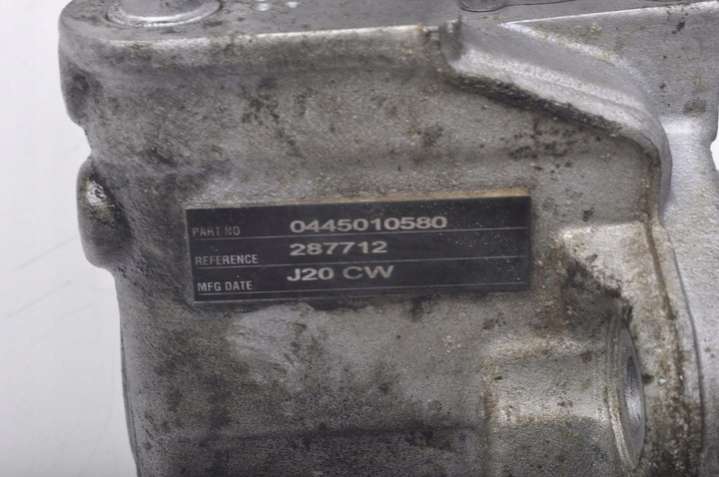 PART NO 0445010580
REFERENCE 287712
MFG DATE J20 CW